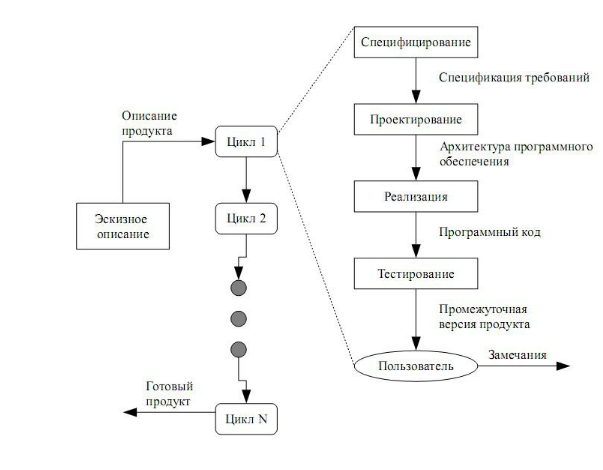 Специфицирование
Спецификация требований
Описание
продукта
Проектирование
Цикл 1
Архитектура программного
обеспечения
Реализация
Эскизное
описание
Цикл 2
Программный код
Тестирование
Промежуточная
версия продукта
Пользователь
Замечания
Готовый
продукт
Цикл N